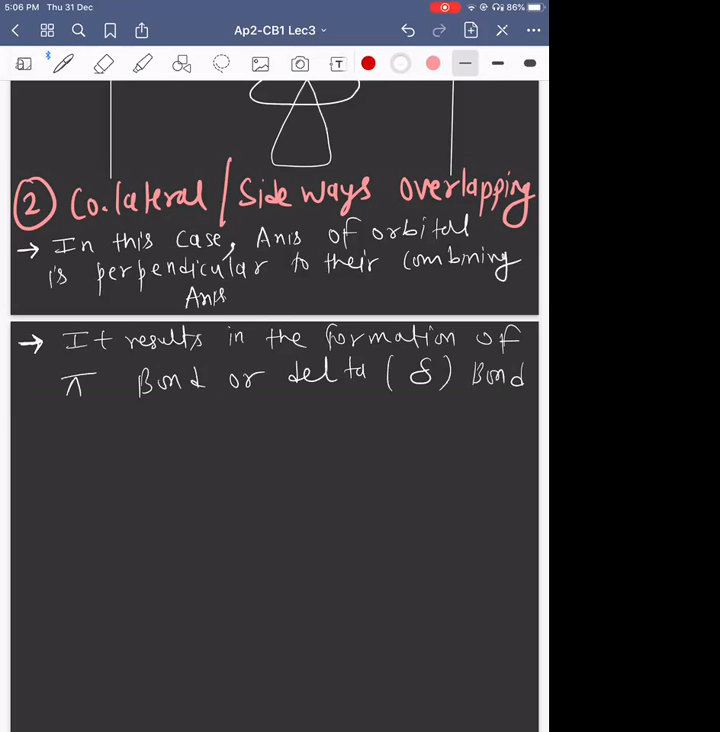 5:06 PM Thu 31 Dec
86%
Ap2-CB1 Lec3
T
② Co.lateral / Side ways overlapping
→ In this case, Axis of orbital
is perpendicular to their combining
Axis
→ It results in the formation of
π Bond or delta (δ) Bond